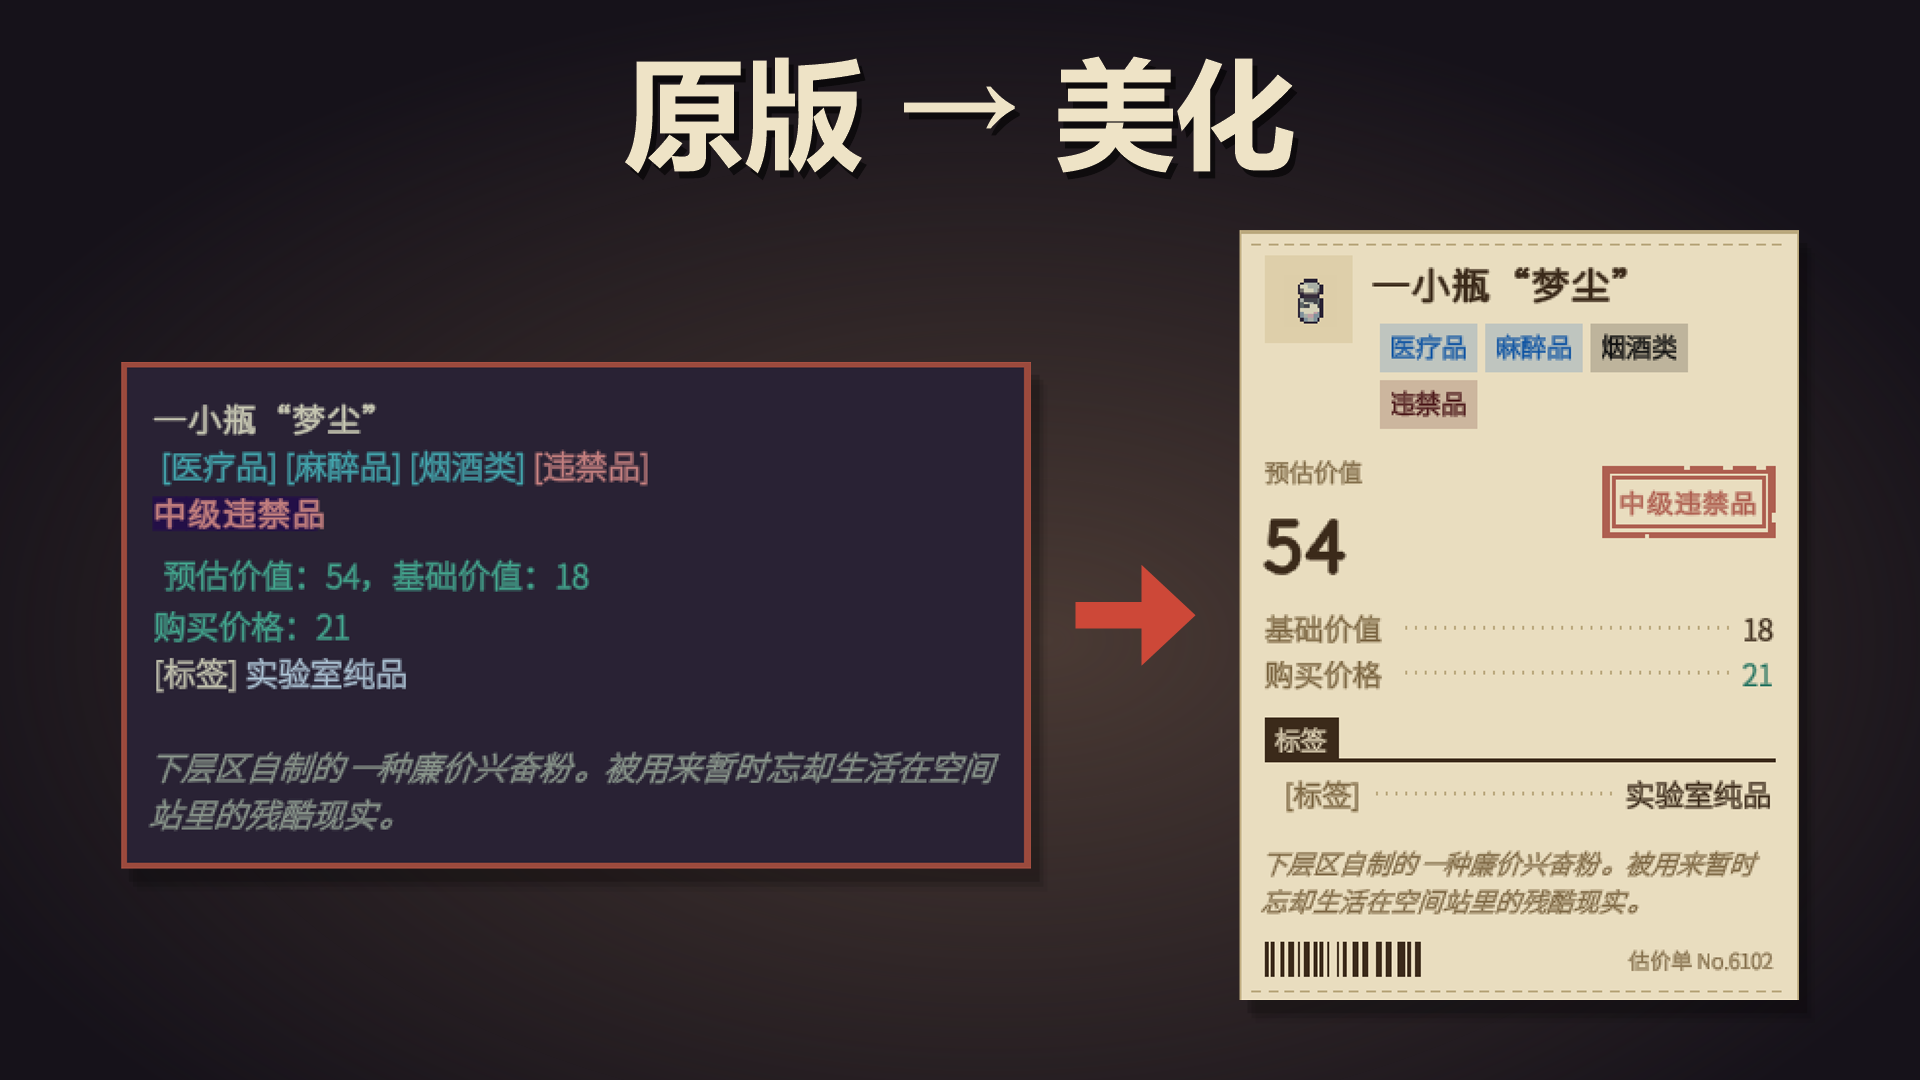 原版 → 美化
一小瓶 “梦尘”
[医疗品] [麻醉品] [烟酒类] [违禁品]
中级违禁品
预估价值：54，基础价值：18
购买价格：21
[标签] 实验室纯品
下层区自制的一种廉价兴奋粉。被用来暂时忘却生活在空间
站里的残酷现实。
一小瓶 “梦尘”
医疗品 麻醉品 烟酒类
违禁品
预估价值
中级违禁品
54
基础价值 18
购买价格 21
标签
[标签] 实验室纯品
下层区自制的一种廉价兴奋粉。被用来暂时
忘却生活在空间站里的残酷现实。
估价单 No.6102